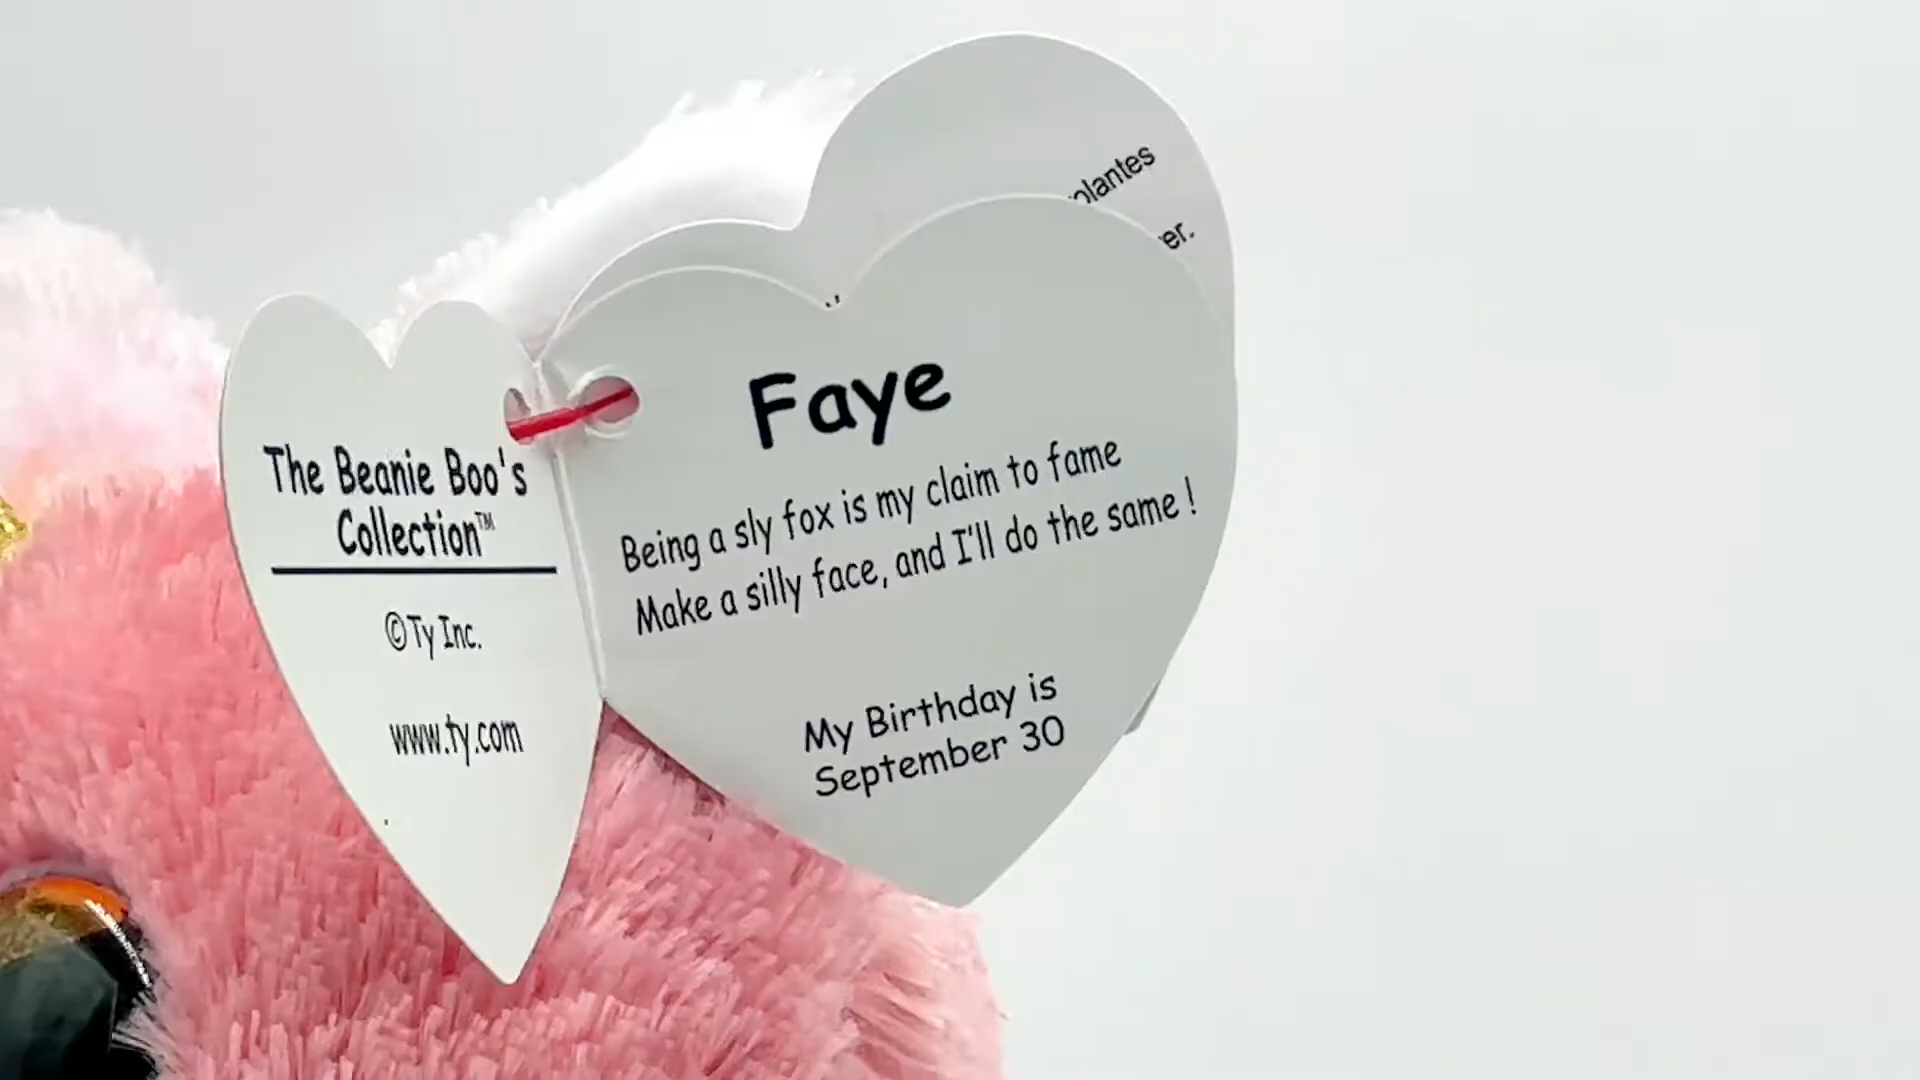 The Beanie Boo's
Collection™
©Ty Inc.
www.ty.com
Faye
Being a sly fox is my claim to fame
Make a silly face, and I'll do the same !
My Birthday is
September 30